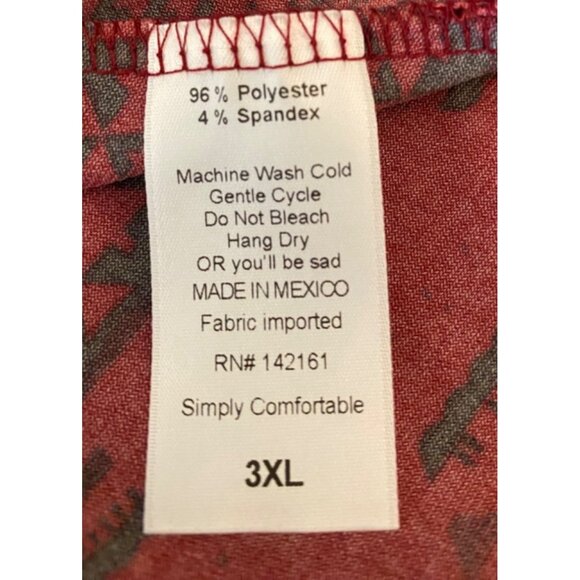 96 % Polyester
4 % Spandex
Machine Wash Cold
Gentle Cycle
Do Not Bleach
Hang Dry
OR you'll be sad
MADE IN MEXICO
Fabric imported
RN# 142161
Simply Comfortable
3XL